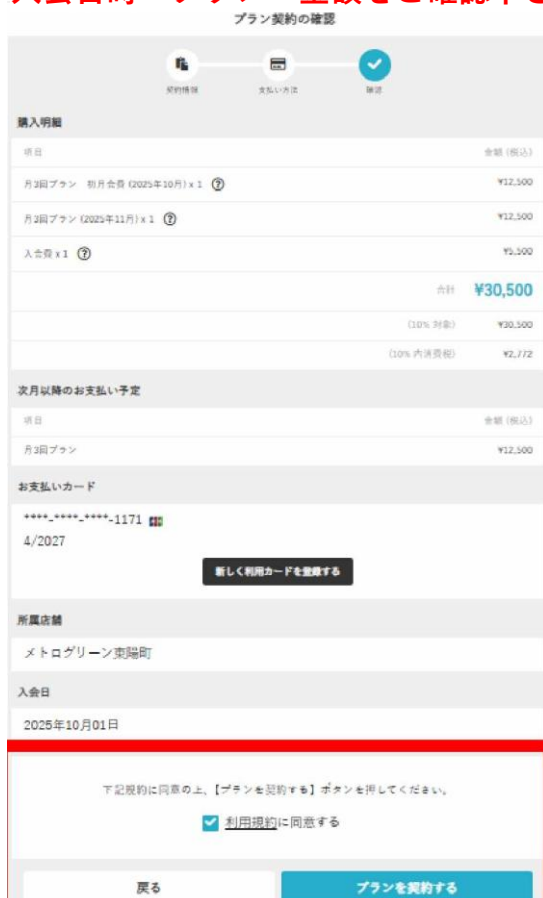 プラン契約の確認
契約情報 支払い方法 確認
購入明細
項目 金額 (税込)
月3回プラン 初月会費 (2025年10月) x 1 ? ¥12,500
月3回プラン (2025年11月) x 1 ? ¥12,500
入会費 x 1 ? ¥5,500
合計 ¥30,500
(10% 対象) ¥30,500
(10% 内消費税) ¥2,772
次月以降のお支払い予定
項目 金額 (税込)
月3回プラン ¥12,500
お支払いカード
****-****-****-1171 JCB
4/2027
新しく利用カードを登録する
所属店舗
メトログリーン東陽町
入会日
2025年10月01日
下記規約に同意の上、【プランを契約する】ボタンを押してください。
利用規約に同意する
戻る プランを契約する